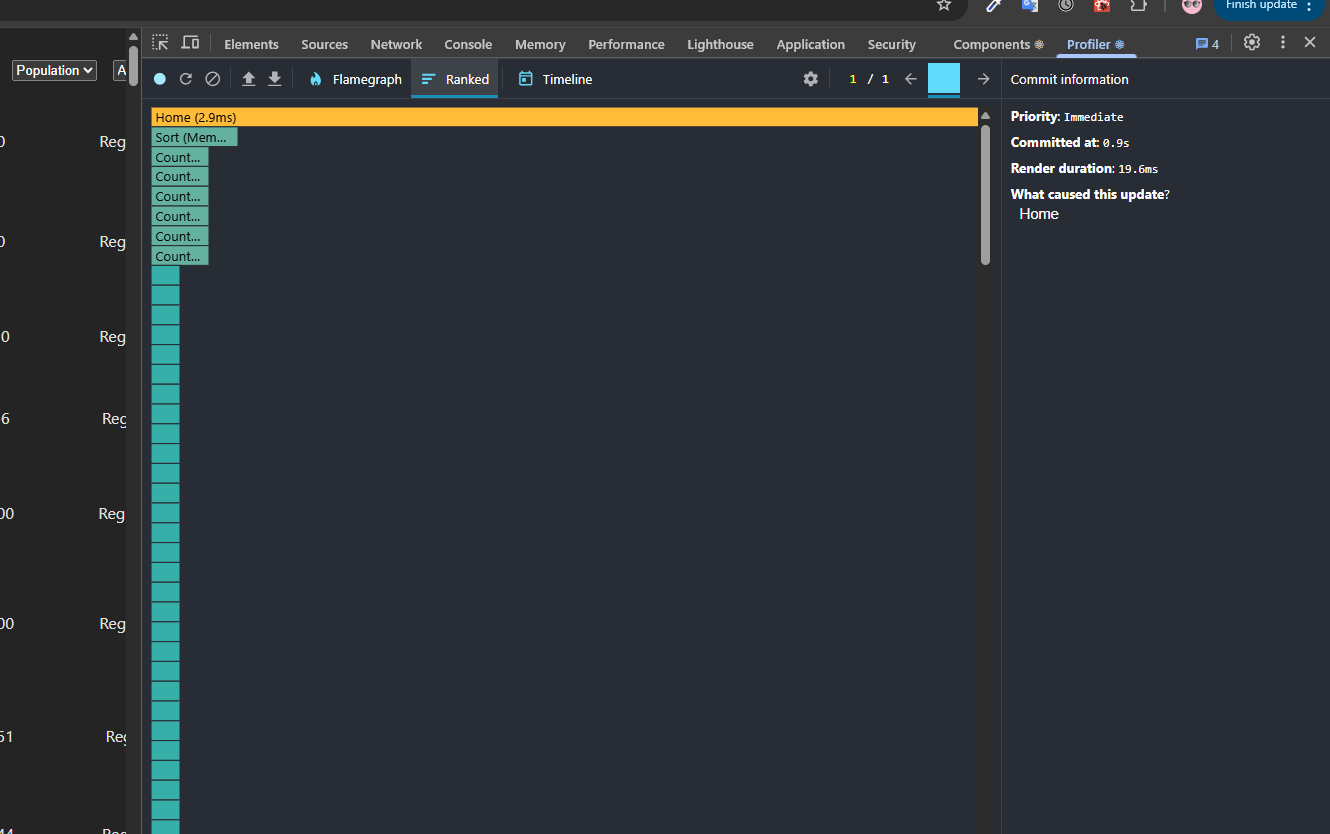 Finish update
Elements Sources Network Console Memory Performance Lighthouse Application Security Components Profiler 4
Population A
Flamegraph Ranked Timeline 1 / 1 Commit information
Home (2.9ms)
Priority: Immediate
Sort (Mem...
0 Reg
Committed at: 0.9s
Count...
Render duration: 19.6ms
Count...
What caused this update?
Count...
Home
Count...
Count...
0 Reg
Count...
0 Reg
6 Reg
00 Reg
00 Reg
51 Reg
44 Reg